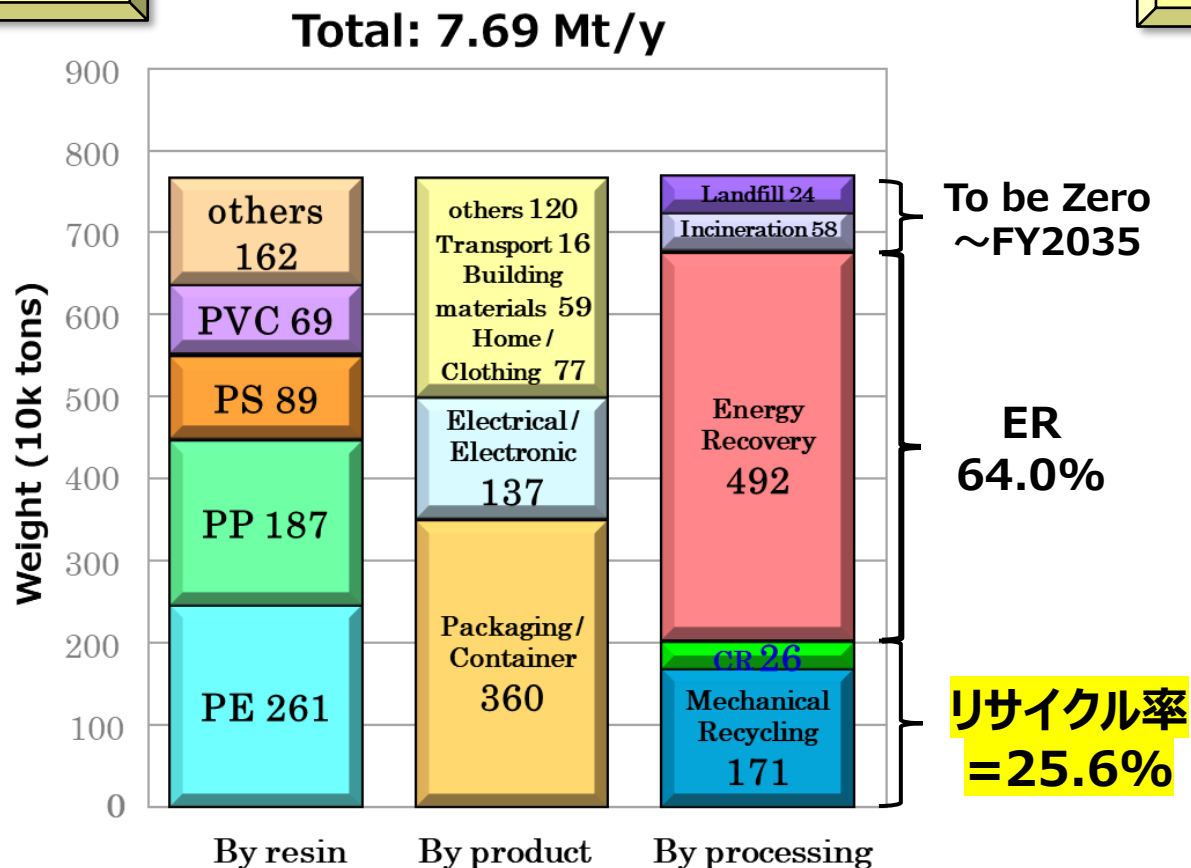 Total: 7.69 Mt/y
Weight (10k tons)
900
800
700
600
500
400
300
200
100
0
others
162
PVC 69
PS 89
PP 187
PE 261
By resin
others 120
Transport 16
Building
materials 59
Home /
Clothing 77
Electrical /
Electronic
137
Packaging /
Container
360
By product
Landfill 24
Incineration 58
Energy
Recovery
492
CR 26
Mechanical
Recycling
171
By processing
To be Zero
～FY2035
ER
64.0%
リサイクル率
=25.6%